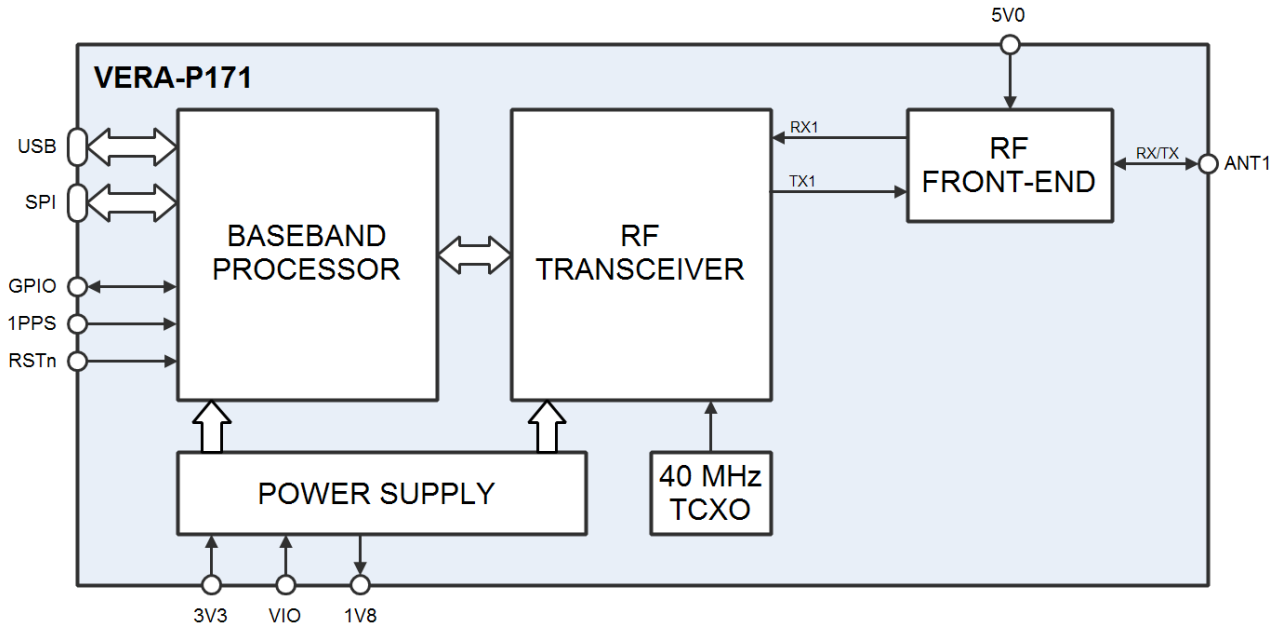 5V0
VERA-P171
USB
SPI
GPIO
1PPS
RSTn
BASEBAND
PROCESSOR
RF
TRANSCEIVER
RX1
TX1
RF
FRONT-END
RX/TX
ANT1
POWER SUPPLY
40 MHz
TCXO
3V3
VIO
1V8